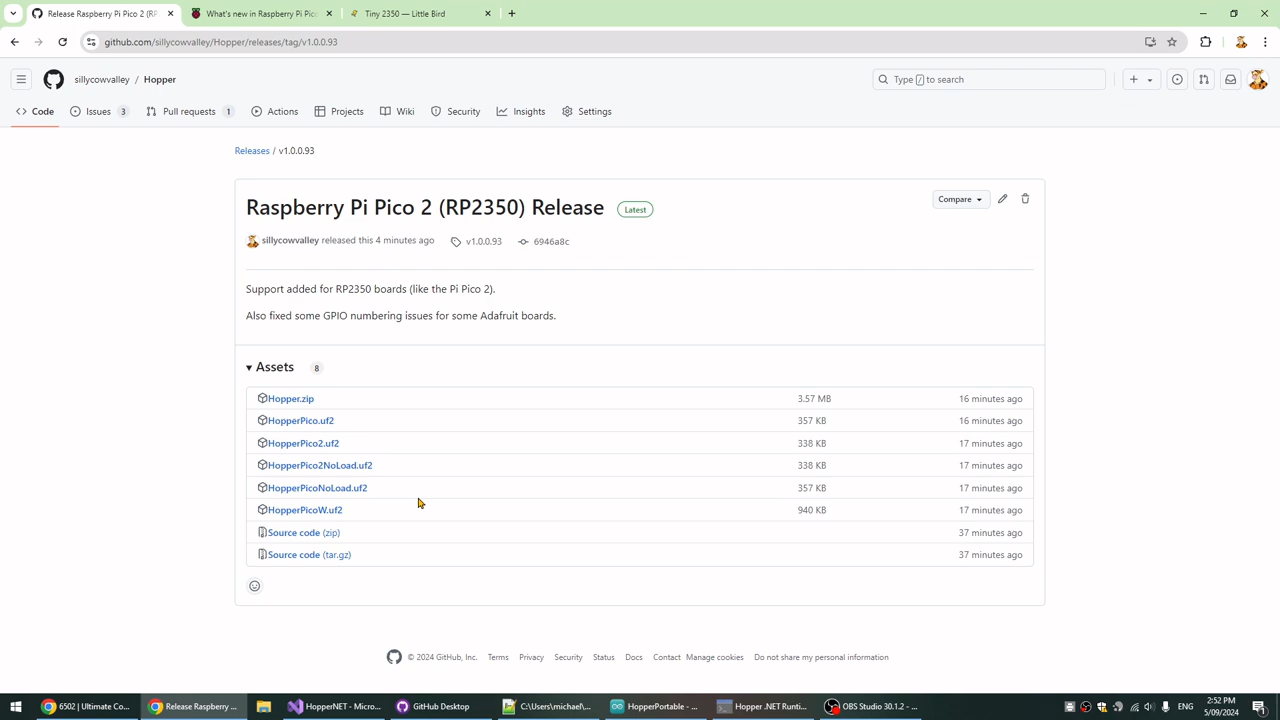 Release Raspberry Pi Pico 2 (RP
What's new in Raspberry Pi Pic
Tiny 2350 — Little Bird
github.com/sillycowvalley/Hopper/releases/tag/v1.0.0.93
sillycowvalley / Hopper
Type / to search
Code
Issues 3
Pull requests 1
Actions
Projects
Wiki
Security
Insights
Settings
Releases / v1.0.0.93
Raspberry Pi Pico 2 (RP2350) Release Latest
Compare
sillycowvalley released this 4 minutes ago v1.0.0.93 6946a8c
Support added for RP2350 boards (like the Pi Pico 2).
Also fixed some GPIO numbering issues for some Adafruit boards.
Assets 8
Hopper.zip 3.57 MB 16 minutes ago
HopperPico.uf2 357 KB 16 minutes ago
HopperPico2.uf2 338 KB 17 minutes ago
HopperPico2NoLoad.uf2 338 KB 17 minutes ago
HopperPicoNoLoad.uf2 357 KB 17 minutes ago
HopperPicoW.uf2 940 KB 17 minutes ago
Source code (zip) 37 minutes ago
Source code (tar.gz) 37 minutes ago
© 2024 GitHub, Inc. Terms Privacy Security Status Docs Contact Manage cookies Do not share my personal information
6502 | Ultimate Co...
Release Raspberry ...
HopperNET - Micro...
GitHub Desktop
C:\Users\michael\...
HopperPortable - ...
Hopper .NET Runti...
OBS Studio 30.1.2 - ...
ENG
2:52 PM
5/09/2024